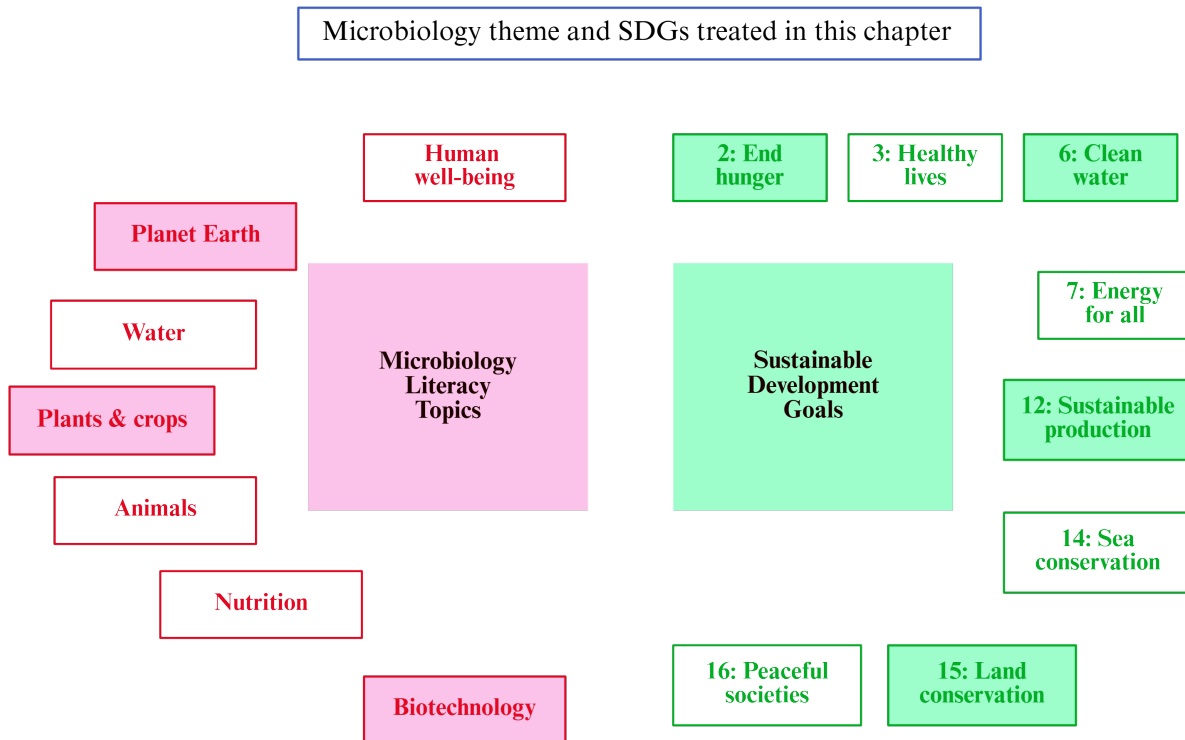 Microbiology theme and SDGs treated in this chapter
Human
well-being
Planet Earth
Water
Plants & crops
Animals
Nutrition
Biotechnology
Microbiology
Literacy
Topics
Sustainable
Development
Goals
2: End
hunger
3: Healthy
lives
6: Clean
water
7: Energy
for all
12: Sustainable
production
14: Sea
conservation
15: Land
conservation
16: Peaceful
societies